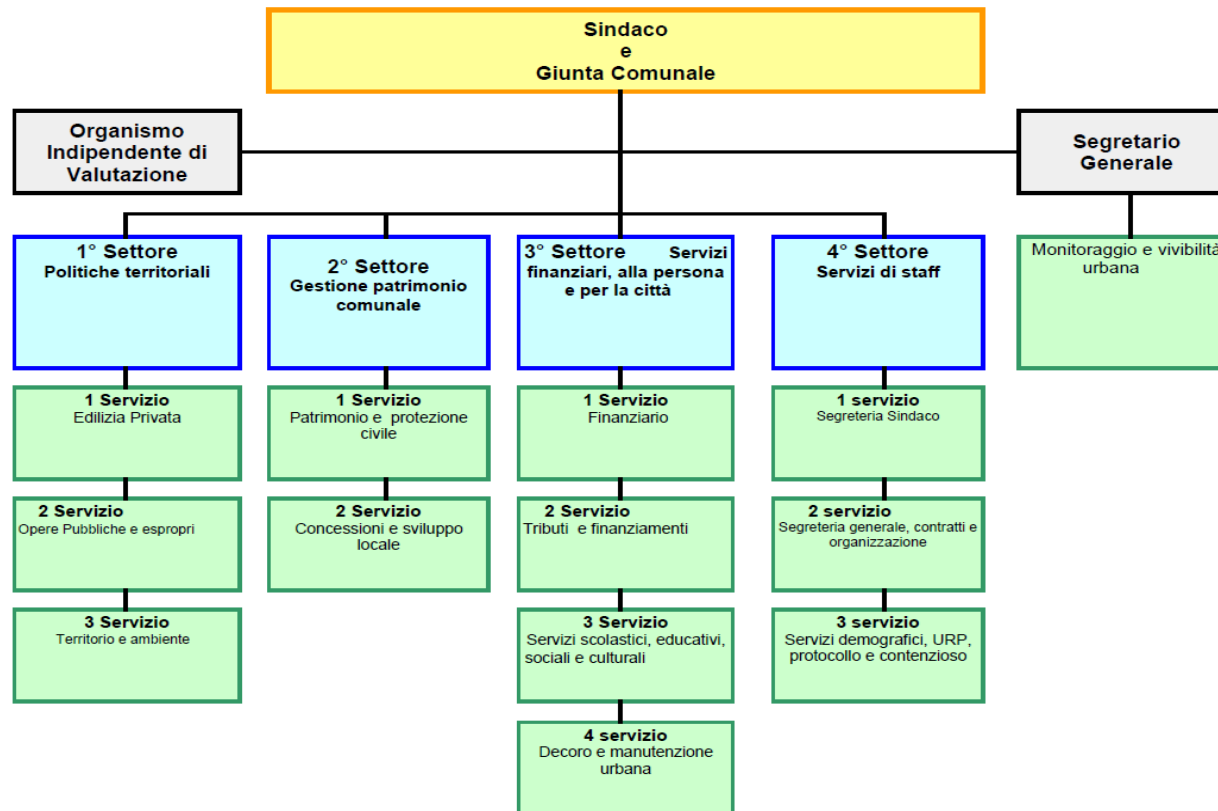 Sindaco
e
Giunta Comunale
Organismo
Indipendente di
Valutazione
Segretario
Generale
1° Settore
Politiche territoriali
2° Settore
Gestione patrimonio
comunale
3° Settore Servizi
finanziari, alla persona
e per la città
4° Settore
Servizi di staff
Monitoraggio e vivibilità
urbana
1 Servizio
Edilizia Privata
1 Servizio
Patrimonio e protezione
civile
1 Servizio
Finanziario
1 servizio
Segreteria Sindaco
2 Servizio
Opere Pubbliche e espropri
2 Servizio
Concessioni e sviluppo
locale
2 Servizio
Tributi e finanziamenti
2 servizio
Segreteria generale, contratti e
organizzazione
3 Servizio
Territorio e ambiente
3 Servizio
Servizi scolastici, educativi,
sociali e culturali
3 servizio
Servizi demografici, URP,
protocollo e contenzioso
4 servizio
Decoro e manutenzione
urbana